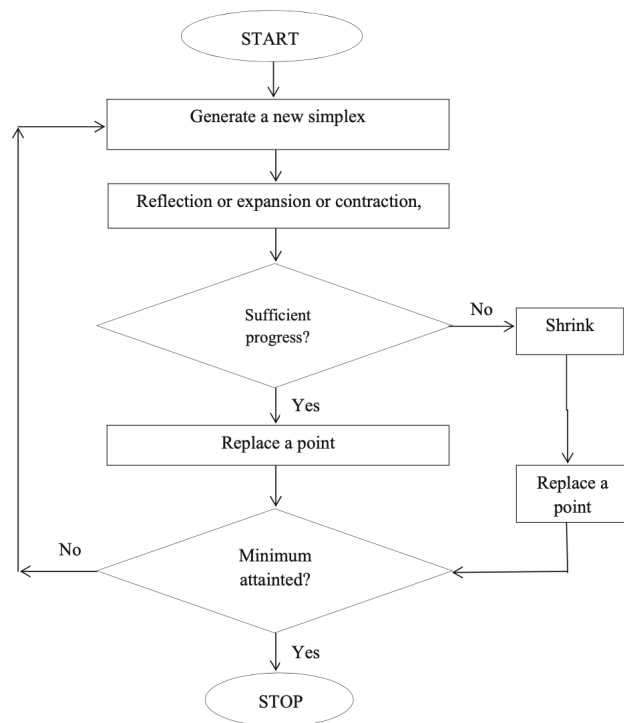 START
Generate a new simplex
Reflection or expansion or contraction,
Sufficient
progress?
No
Shrink
Yes
Replace a point
Replace a
point
No
Minimum
attainted?
Yes
STOP